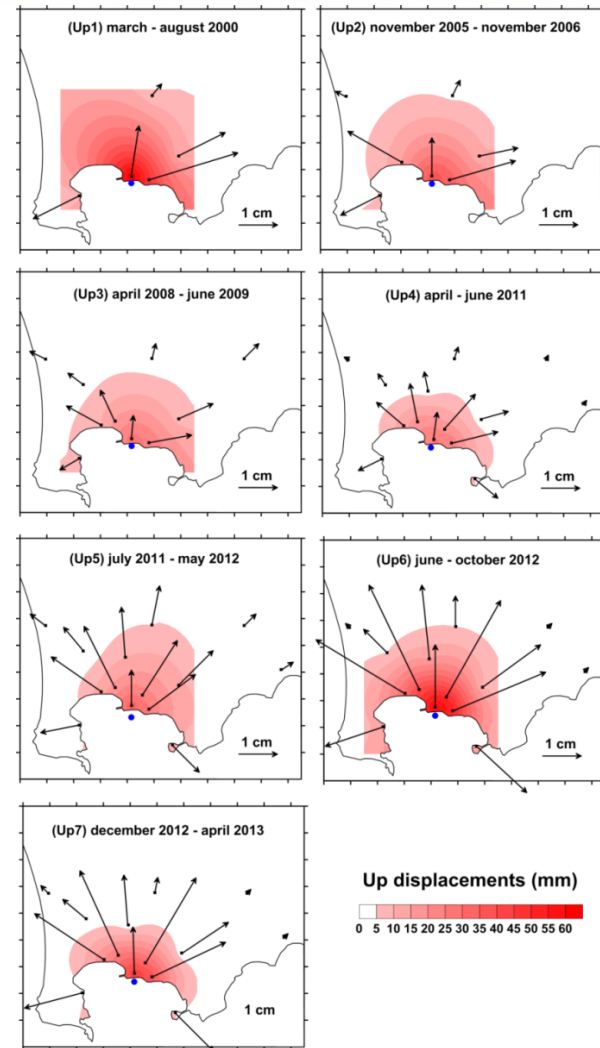 (Up1) march - august 2000
(Up2) november 2005 - november 2006
1 cm
1 cm
(Up3) april 2008 - june 2009
(Up4) april - june 2011
1 cm
1 cm
(Up5) july 2011 - may 2012
(Up6) june - october 2012
1 cm
1 cm
(Up7) december 2012 - april 2013
Up displacements (mm)
0 5 10 15 20 25 30 35 40 45 50 55 60
1 cm